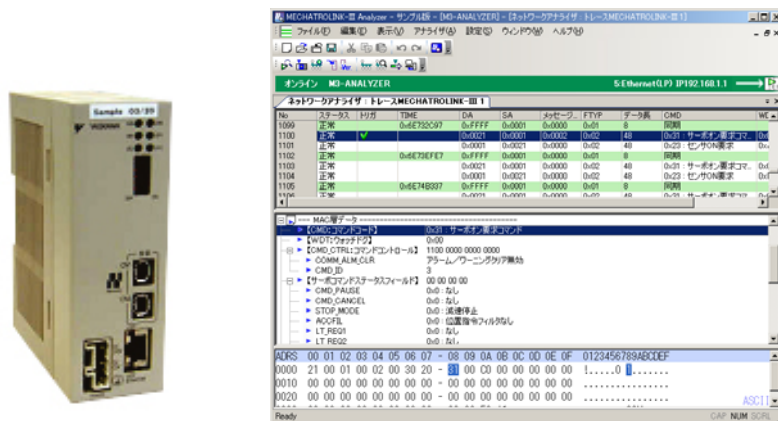 Sample 03/99
YASKAWA
MECHATROLINK-III Analyzer - サンプル版 - [M3-ANALYZER] - [ネットワークアナライザ：トレースMECHATROLINK-III 1]
ファイル(F) 編集(E) 表示(V) アナライザ(A) 設定(S) ウィンドウ(W) ヘルプ(H)
オンライン M3-ANALYZER 5:Ethernet(LP) IP192.168.1.1
ネットワークアナライザ：トレースMECHATROLINK-III 1
No ステータス トリガ TIME DA SA メッセージ.. FTYP データ長 CMD WD
1099 正常 0x6E732C97 0xFFFF 0x0001 0x0000 0x01 8 同期
1100 正常 0x0021 0x0001 0x0000 0x02 48 0x31：サーボオン要求コマ.. 0x0
1101 正常 0x0001 0x0021 0x0000 0x02 48 0x23：センサON要求 0x0
1102 正常 0x6E73EFE7 0xFFFF 0x0001 0x0000 0x01 8 同期
1103 正常 0x0021 0x0001 0x0000 0x02 48 0x31：サーボオン要求コマ..
1104 正常 0x0001 0x0021 0x0000 0x02 48 0x23：センサON要求
1105 正常 0x6E74B337 0xFFFF 0x0001 0x0000 0x01 8 同期
--- MAC層データ ---
【CMD:コマンドコード】 0x31：サーボオン要求コマンド
【WDT:ウォッチドグ】 0x00
【CMD_CTRL:コマンドコントロール】 1100 0000 0000 0000
COMM_ALM_CLR アラーム／ワーニングクリア無効
CMD_ID 3
【サーボコマンドステータスフィールド】 00 00 00 00
CMD_PAUSE 0x0：なし
CMD_CANCEL 0x0：なし
STOP_MODE 0x0：減速停止
ACCFIL 0x0：位置指令フィルタなし
LT_REQ1 0x0：なし
LT_REQ2 0x0：なし
ADRS 00 01 02 03 04 05 06 07 - 08 09 0A 0B 0C 0D 0E 0F 0123456789ABCDEF
0000 21 00 01 00 02 00 30 20 - 31 00 C0 00 00 00 00 00 !.....0 1.......
0010 00 00 00 00 00 00 00 00 - 00 00 00 00 00 00 00 00 ................
0020 00 00 00 00 00 00 00 00 - 00 00 00 00 00 00 00 00 ................
ASCII
Ready CAP NUM SCRL